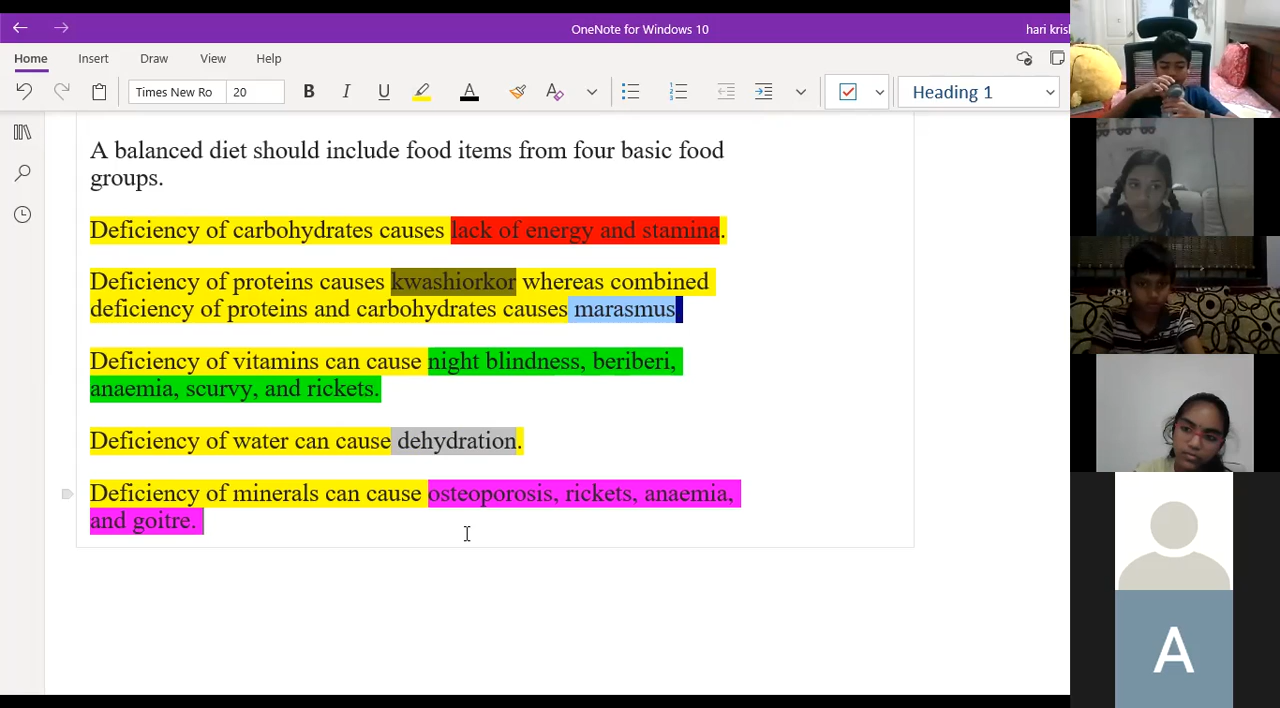 OneNote for Windows 10
hari krish
Home Insert Draw View Help
Times New Ro 20 B I U A A Heading 1
A balanced diet should include food items from four basic food
groups.
Deficiency of carbohydrates causes lack of energy and stamina.
Deficiency of proteins causes kwashiorkor whereas combined
deficiency of proteins and carbohydrates causes marasmus
Deficiency of vitamins can cause night blindness, beriberi,
anaemia, scurvy, and rickets.
Deficiency of water can cause dehydration.
Deficiency of minerals can cause osteoporosis, rickets, anaemia,
and goitre.
A